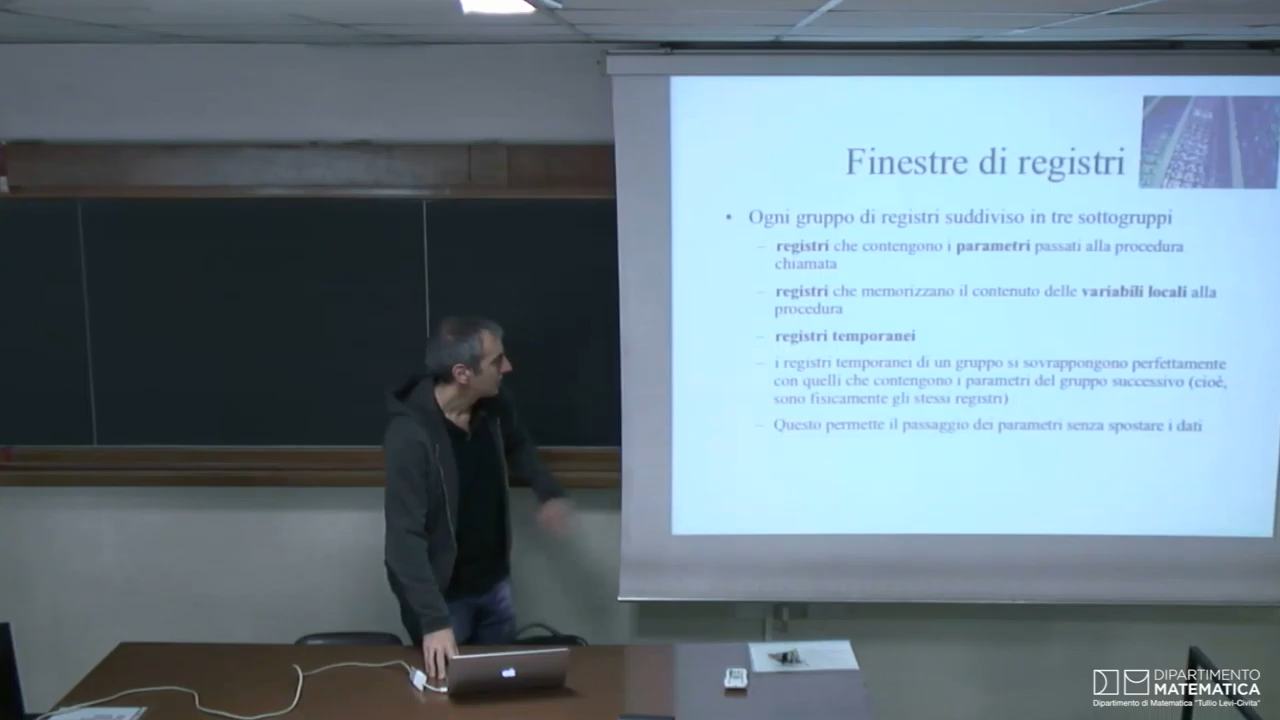 Finestre di registri
• Ogni gruppo di registri suddiviso in tre sottogruppi
– registri che contengono i parametri passati alla procedura
chiamata
– registri che memorizzano il contenuto delle variabili locali alla
procedura
– registri temporanei
– i registri temporanei di un gruppo si sovrappongono perfettamente
con quelli che contengono i parametri del gruppo successivo (cioè,
sono fisicamente gli stessi registri)
– Questo permette il passaggio dei parametri senza spostare i dati
DIPARTIMENTO
MATEMATICA
Dipartimento di Matematica "Tullio Levi-Civita"